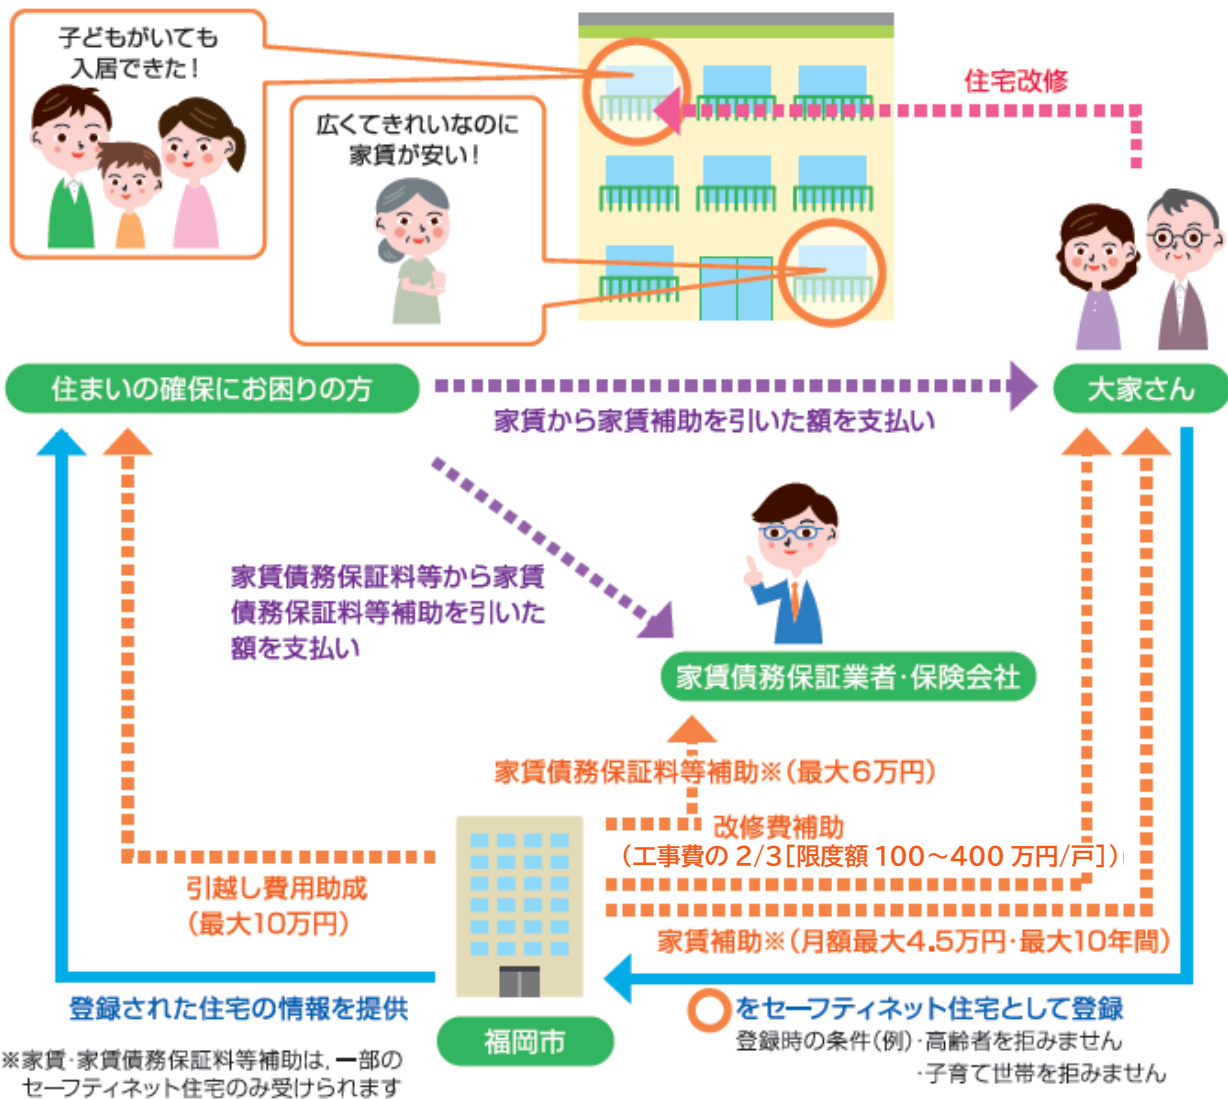 子どもがいても
入居できた！
広くてきれいなのに
家賃が安い！
住宅改修
住まいの確保にお困りの方
大家さん
家賃から家賃補助を引いた額を支払い
家賃債務保証料等から家賃
債務保証料等補助を引いた
額を支払い
家賃債務保証業者・保険会社
家賃債務保証料等補助※（最大6万円）
改修費補助
（工事費の 2/3［限度額 100～400 万円/戸］）
引越し費用助成
（最大10万円）
家賃補助※（月額最大4.5万円・最大10年間）
登録された住宅の情報を提供
福岡市
をセーフティネット住宅として登録
登録時の条件（例）・高齢者を拒みません
・子育て世帯を拒みません
※家賃・家賃債務保証料等補助は、一部の
セーフティネット住宅のみ受けられます